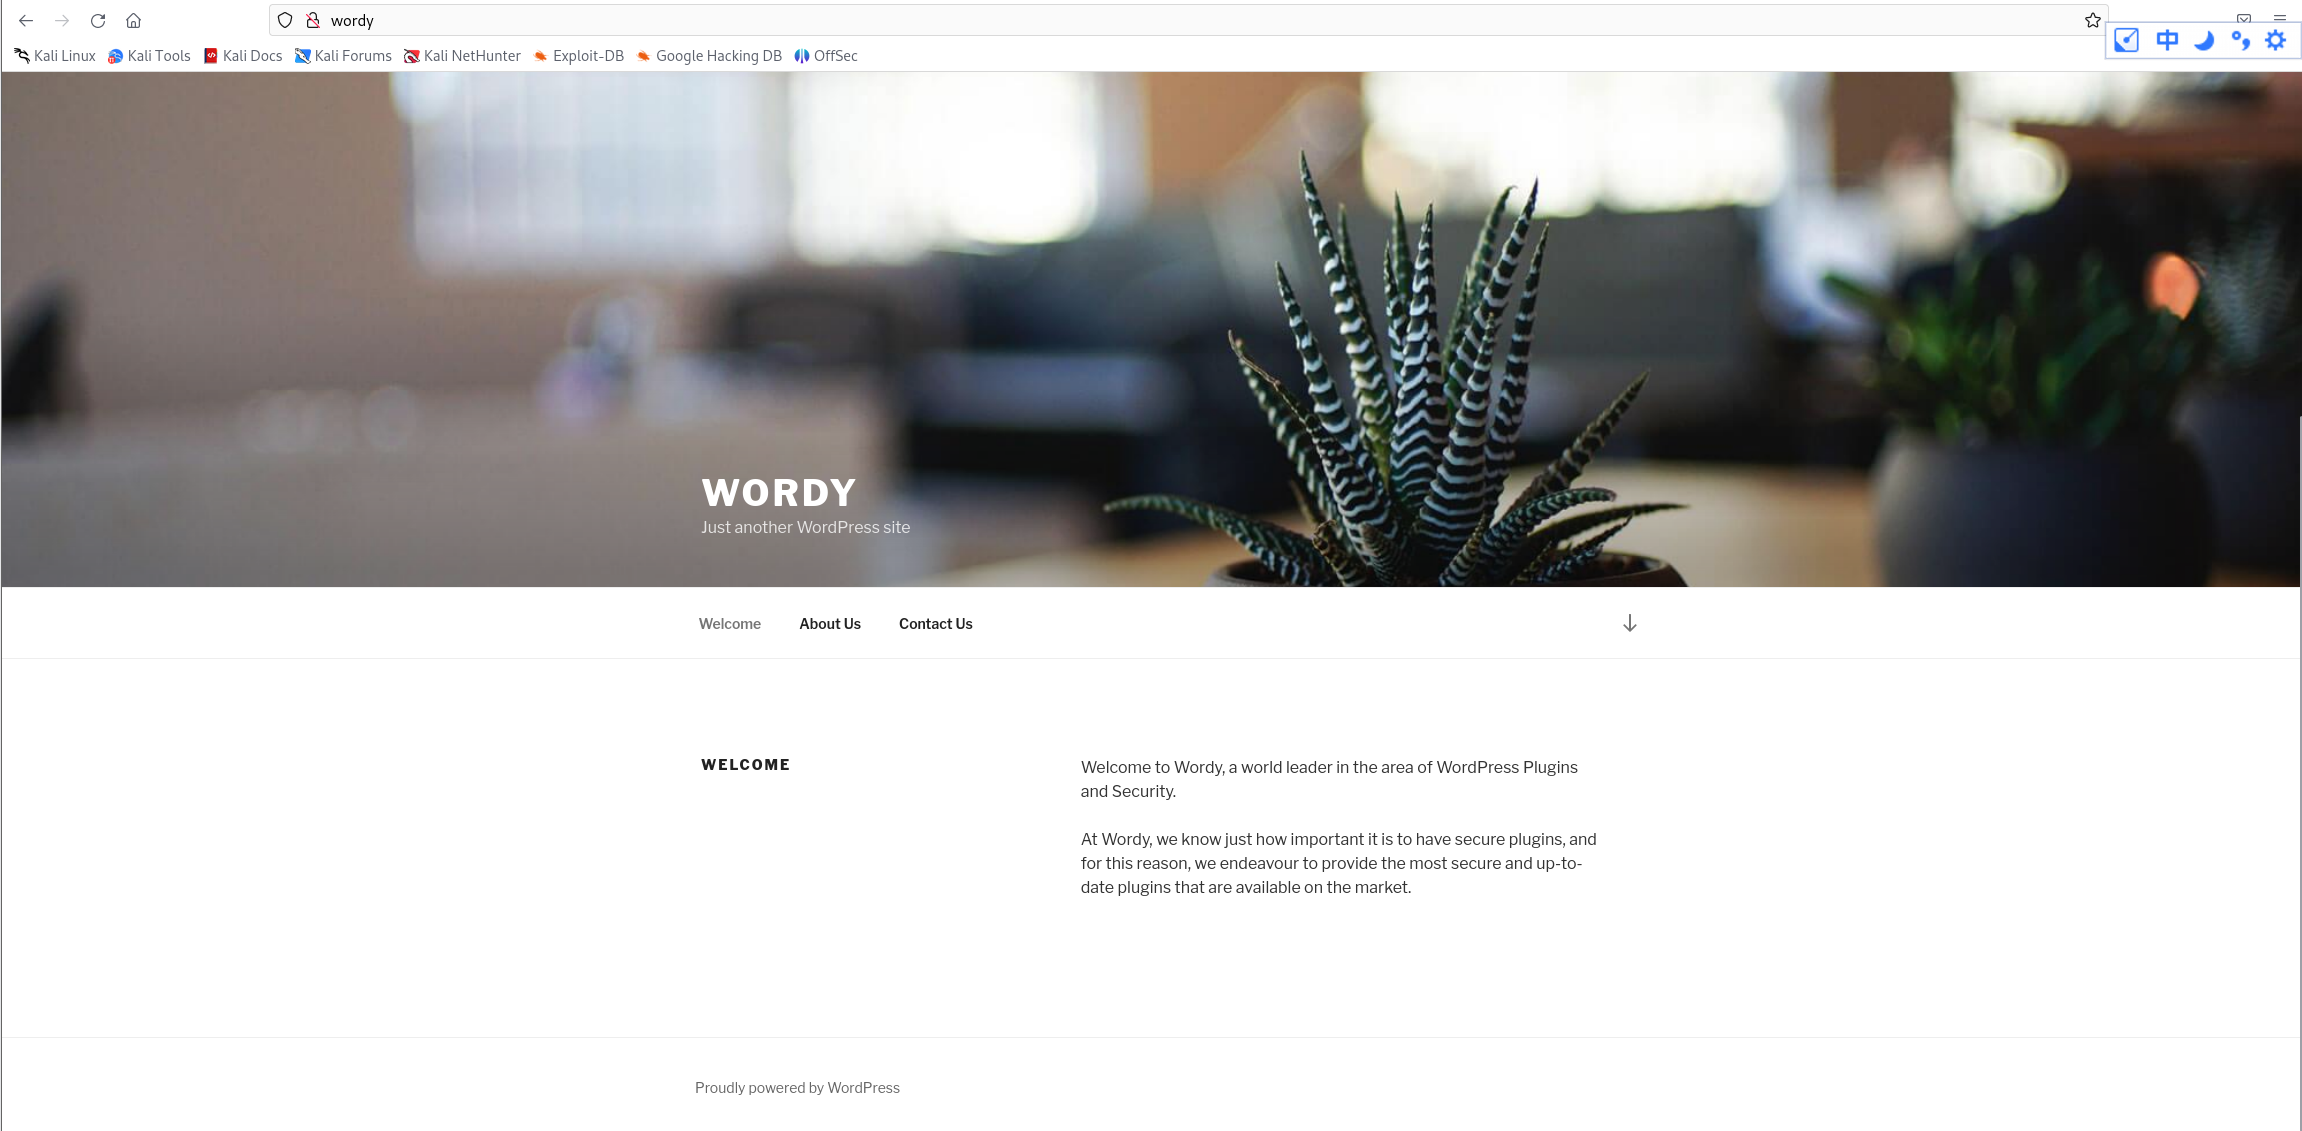 wordy
Kali Linux Kali Tools Kali Docs Kali Forums Kali NetHunter Exploit-DB Google Hacking DB OffSec
中
WORDY
Just another WordPress site
Welcome About Us Contact Us
WELCOME
Welcome to Wordy, a world leader in the area of WordPress Plugins
and Security.
At Wordy, we know just how important it is to have secure plugins, and
for this reason, we endeavour to provide the most secure and up-to-
date plugins that are available on the market.
Proudly powered by WordPress